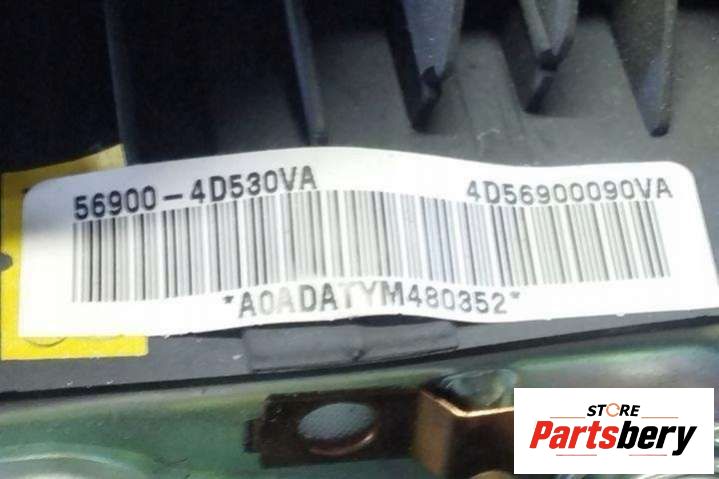 56900-4D530VA 4D56900090VA
*A0ADATYM480352*
STORE
Partsbery